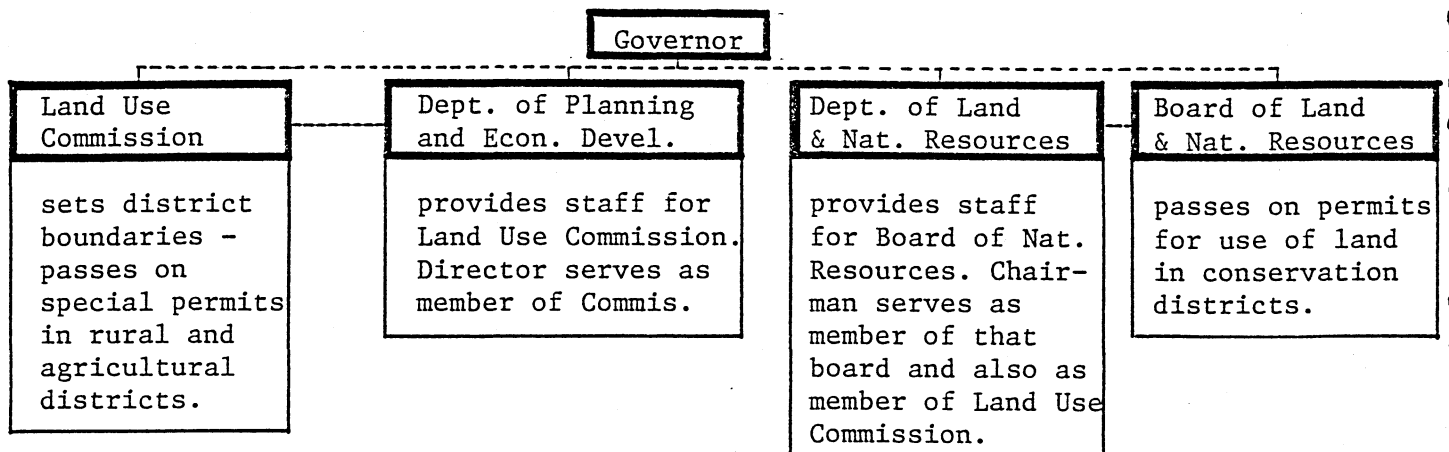 Governor
Land Use
Commission
sets district
boundaries -
passes on
special permits
in rural and
agricultural
districts.
Dept. of Planning
and Econ. Devel.
provides staff for
Land Use Commission.
Director serves as
member of Commis.
Dept. of Land
& Nat. Resources
provides staff
for Board of Nat.
Resources. Chair-
man serves as
member of that
board and also as
member of Land Use
Commission.
Board of Land
& Nat. Resources
passes on permits
for use of land
in conservation
districts.